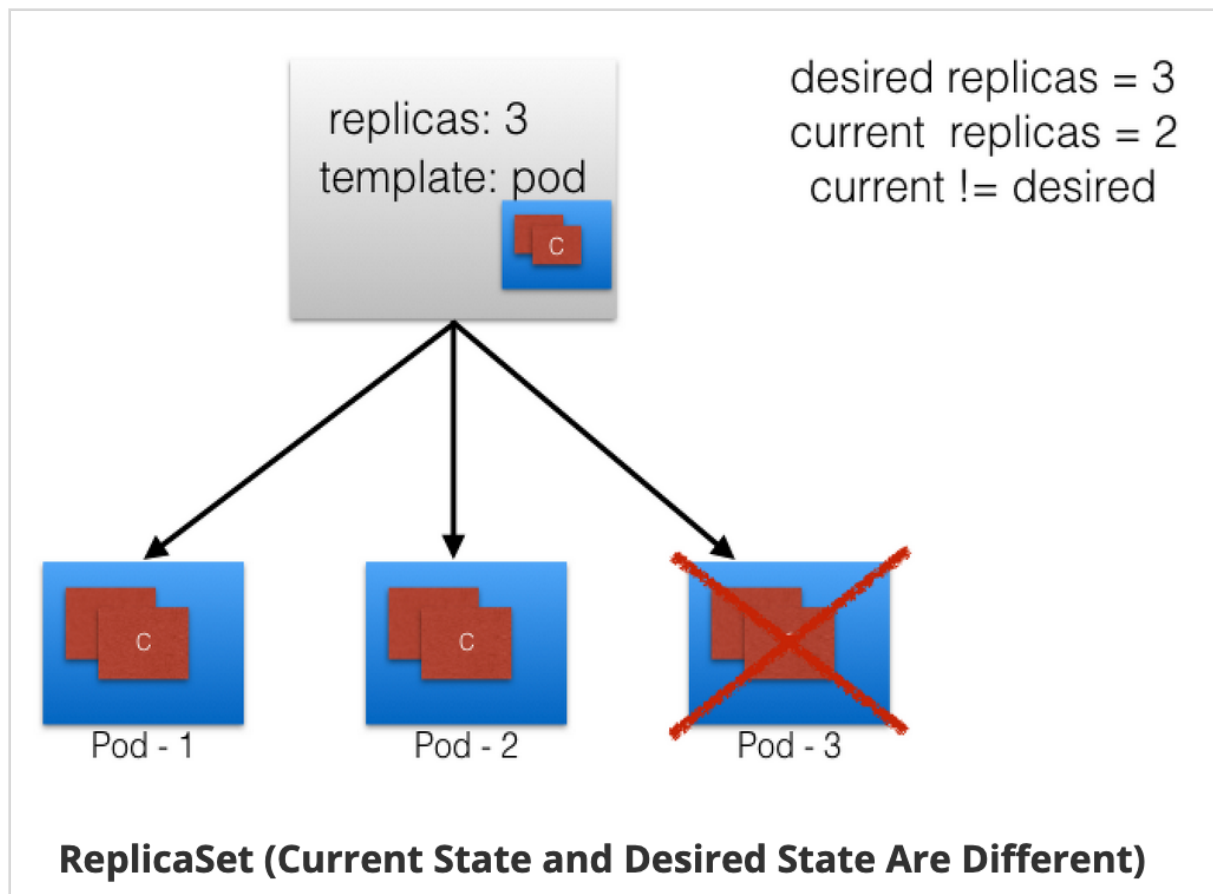 replicas: 3
template: pod
C
desired replicas = 3
current replicas = 2
current != desired
C
C
Pod - 1
Pod - 2
Pod - 3
ReplicaSet (Current State and Desired State Are Different)